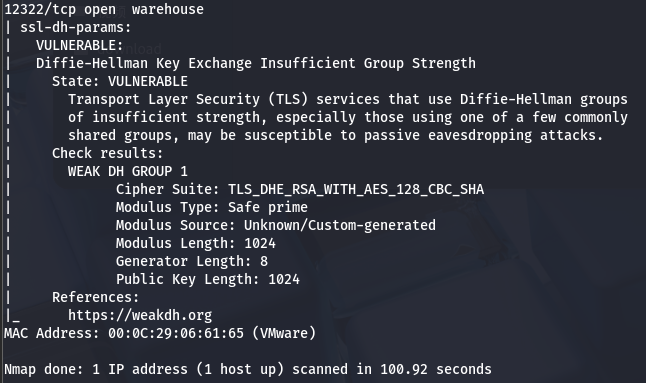 12322/tcp open  warehouse
| ssl-dh-params:
|   VULNERABLE:
|   Diffie-Hellman Key Exchange Insufficient Group Strength
|     State: VULNERABLE
|       Transport Layer Security (TLS) services that use Diffie-Hellman groups
|       of insufficient strength, especially those using one of a few commonly
|       shared groups, may be susceptible to passive eavesdropping attacks.
|     Check results:
|       WEAK DH GROUP 1
|             Cipher Suite: TLS_DHE_RSA_WITH_AES_128_CBC_SHA
|             Modulus Type: Safe prime
|             Modulus Source: Unknown/Custom-generated
|             Modulus Length: 1024
|             Generator Length: 8
|             Public Key Length: 1024
|     References:
|_      https://weakdh.org
MAC Address: 00:0C:29:06:61:65 (VMware)

Nmap done: 1 IP address (1 host up) scanned in 100.92 seconds